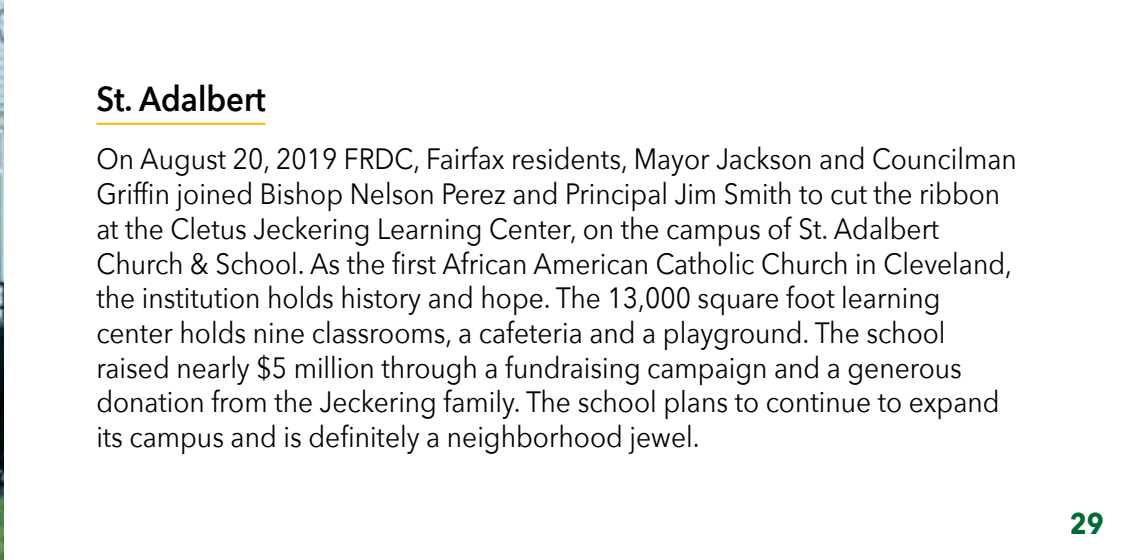 St. Adalbert
On August 20, 2019 FRDC, Fairfax residents, Mayor Jackson and Councilman
Griffin joined Bishop Nelson Perez and Principal Jim Smith to cut the ribbon
at the Cletus Jeckering Learning Center, on the campus of St. Adalbert
Church & School. As the first African American Catholic Church in Cleveland,
the institution holds history and hope. The 13,000 square foot learning
center holds nine classrooms, a cafeteria and a playground. The school
raised nearly $5 million through a fundraising campaign and a generous
donation from the Jeckering family. The school plans to continue to expand
its campus and is definitely a neighborhood jewel.
29